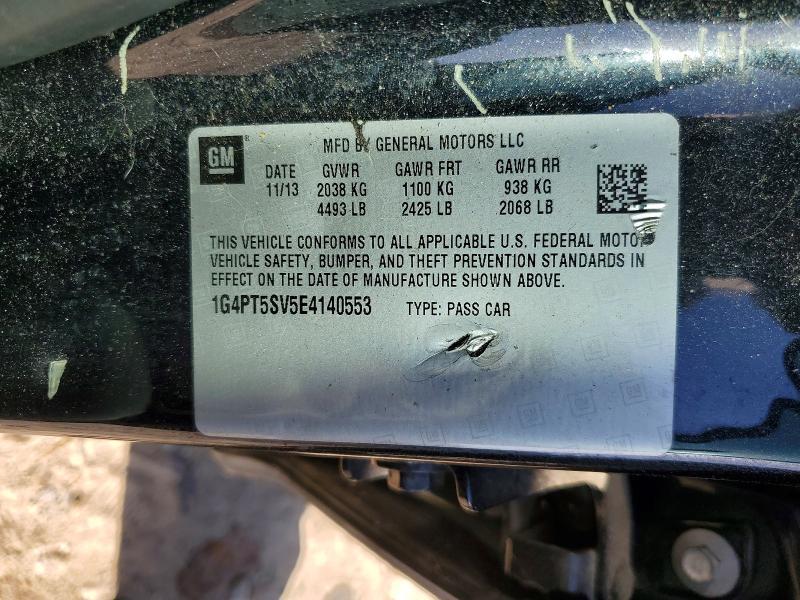 GM ® MFD BY GENERAL MOTORS LLC
DATE GVWR GAWR FRT GAWR RR
11/13 2038 KG 1100 KG 938 KG
4493 LB 2425 LB 2068 LB
THIS VEHICLE CONFORMS TO ALL APPLICABLE U.S. FEDERAL MOTOR
VEHICLE SAFETY, BUMPER, AND THEFT PREVENTION STANDARDS IN
EFFECT ON THE DATE OF MANUFACTURE SHOWN ABOVE.
1G4PT5SV5E4140553 TYPE: PASS CAR